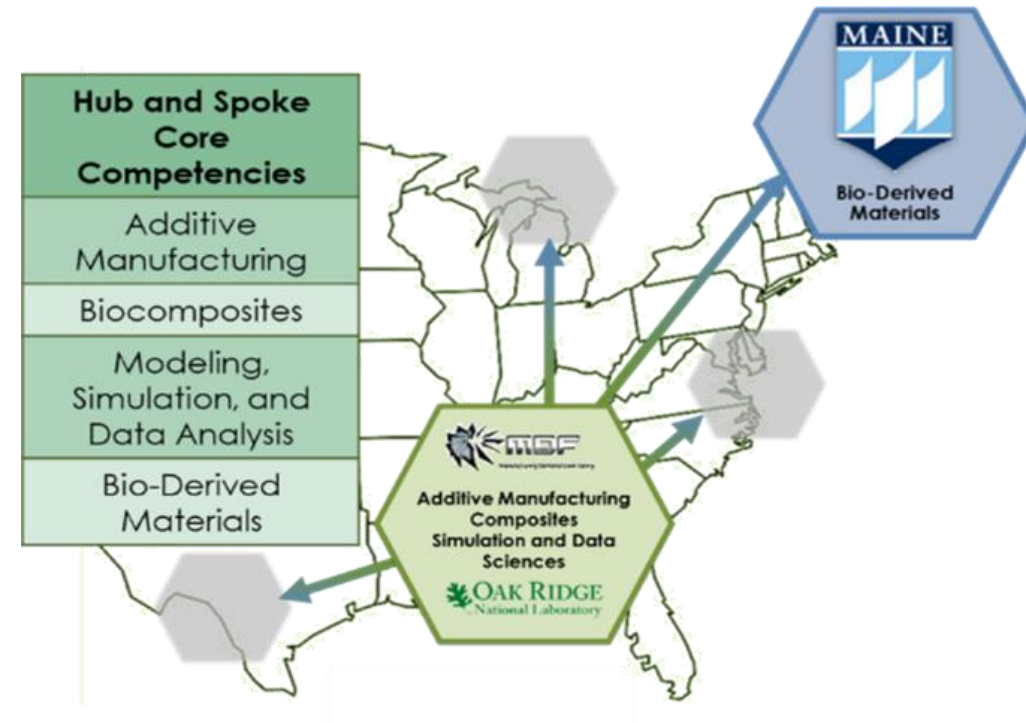 Hub and Spoke
Core
Competencies
Additive
Manufacturing
Biocomposites
Modeling,
Simulation, and
Data Analysis
Bio-Derived
Materials
MAINE
Bio-Derived
Materials
MDF
Additive Manufacturing
Composites
Simulation and Data
Sciences
OAK RIDGE
National Laboratory